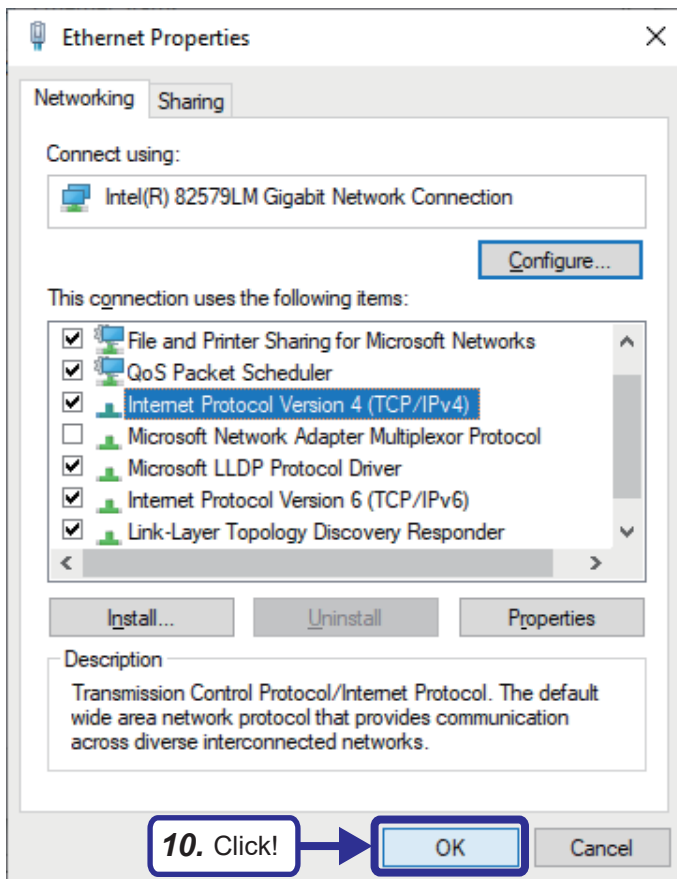 Ethernet Properties
Networking
Sharing
Connect using:
Intel(R) 82579LM Gigabit Network Connection
Configure...
This connection uses the following items:
File and Printer Sharing for Microsoft Networks
QoS Packet Scheduler
Internet Protocol Version 4 (TCP/IPv4)
Microsoft Network Adapter Multiplexor Protocol
Microsoft LLDP Protocol Driver
Internet Protocol Version 6 (TCP/IPv6)
Link-Layer Topology Discovery Responder
Install...
Uninstall
Properties
Description
Transmission Control Protocol/Internet Protocol. The default
wide area network protocol that provides communication
across diverse interconnected networks.
10. Click!
OK
Cancel